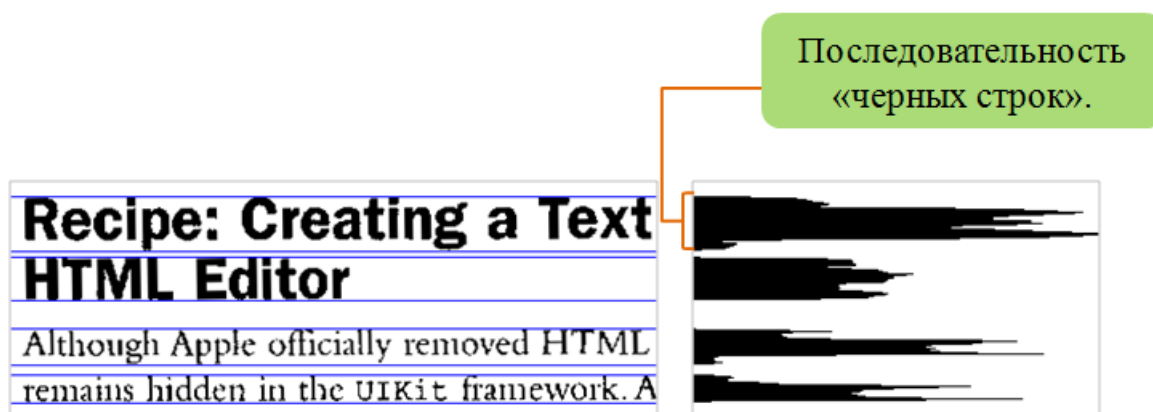 Последовательность
«черных строк».
Recipe: Creating a Text
HTML Editor
Although Apple officially removed HTML
remains hidden in the UIKit framework. A